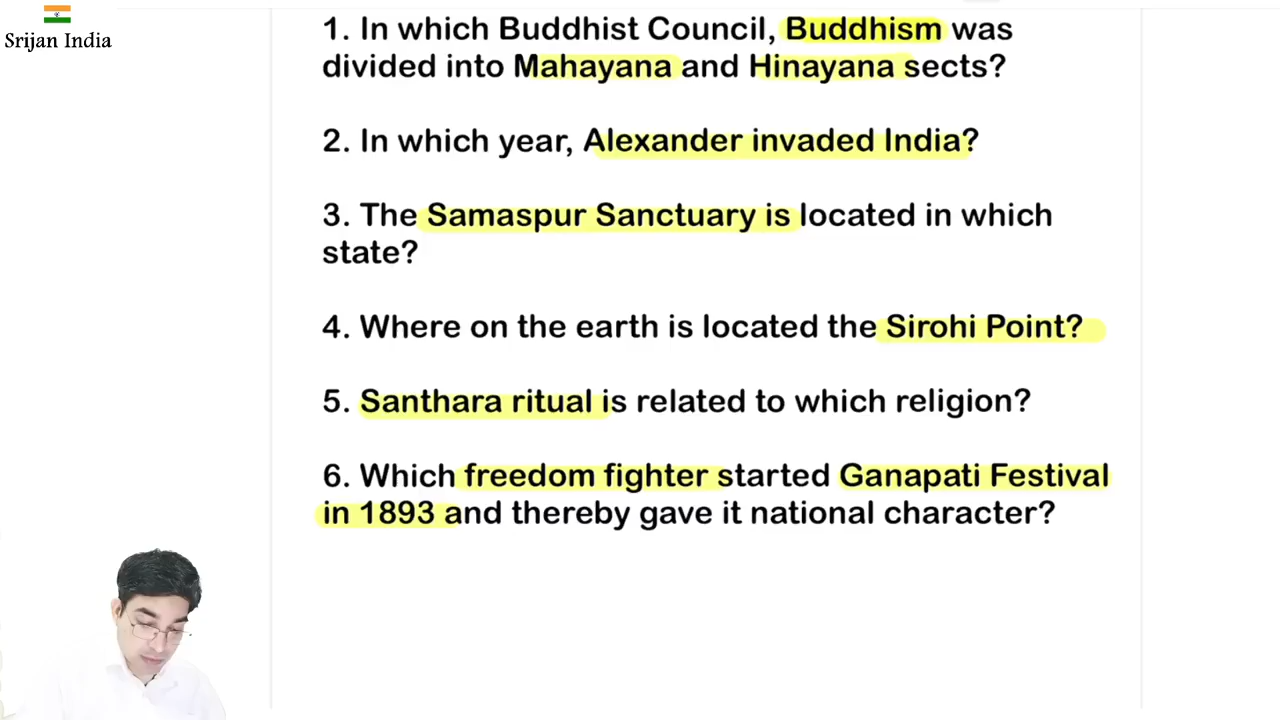 Srijan India
1. In which Buddhist Council, Buddhism was
divided into Mahayana and Hinayana sects?
2. In which year, Alexander invaded India?
3. The Samaspur Sanctuary is located in which
state?
4. Where on the earth is located the Sirohi Point?
5. Santhara ritual is related to which religion?
6. Which freedom fighter started Ganapati Festival
in 1893 and thereby gave it national character?